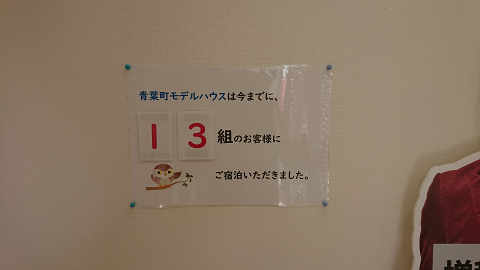 青葉町モデルハウスは今までに、
13組のお客様に
ご宿泊いただきました。